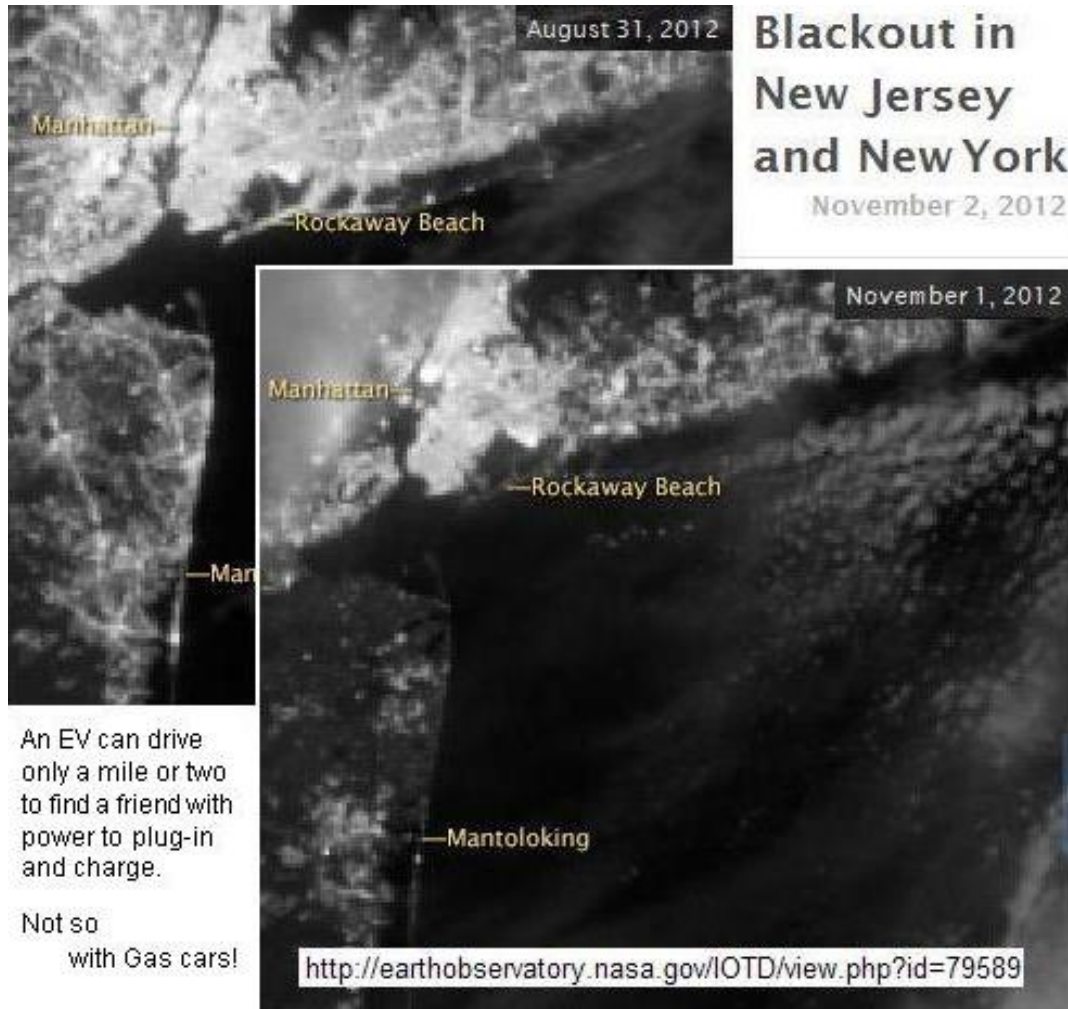 August 31, 2012
Blackout in
New Jersey
and New York
November 2, 2012
Manhattan
Rockaway Beach
Man
November 1, 2012
Manhattan
Rockaway Beach
Mantoloking
An EV can drive
only a mile or two
to find a friend with
power to plug-in
and charge.
Not so
with Gas cars!
http://earthobservatory.nasa.gov/IOTD/view.php?id=79589